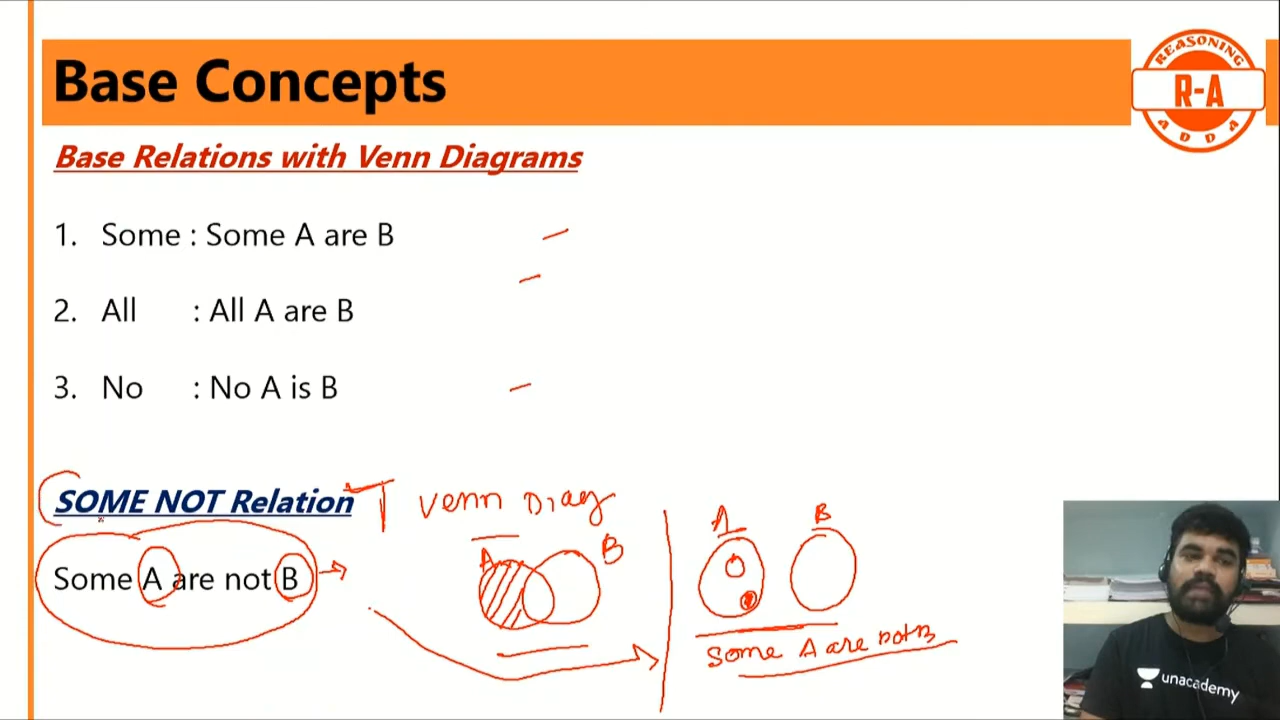 Base Concepts
REASONING
R-A
ADDA
Base Relations with Venn Diagrams
1. Some : Some A are B
2. All : All A are B
3. No : No A is B
SOME NOT Relation
Venn Diag
Some A are not B
A B
A B
Some A are not B
unacademy